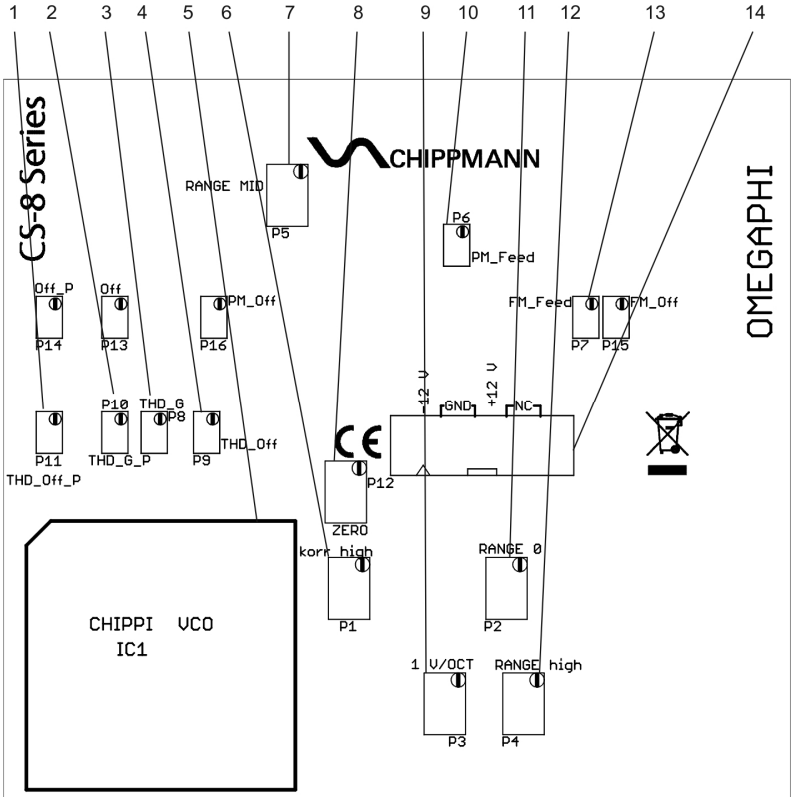 1 2 3 4 5 6 7 8 9 10 11 12 13 14
CS-8 Series
CHIPPMANN
OMEGAPHI
RANGE MID
P5
P6
PM_Feed
Off_P
P14
Off
P13
PM_Off
P16
FM_Feed
P7
FM_Off
P15
-12 V
GND
+12 V
NC
P11
THD_Off_P
P10
THD_G_P
THD_G
P8
P9
THD_Off
CE
P12
ZERO
korr high
P1
RANGE 0
P2
CHIPPI VCO
IC1
1 V/OCT
P3
RANGE high
P4